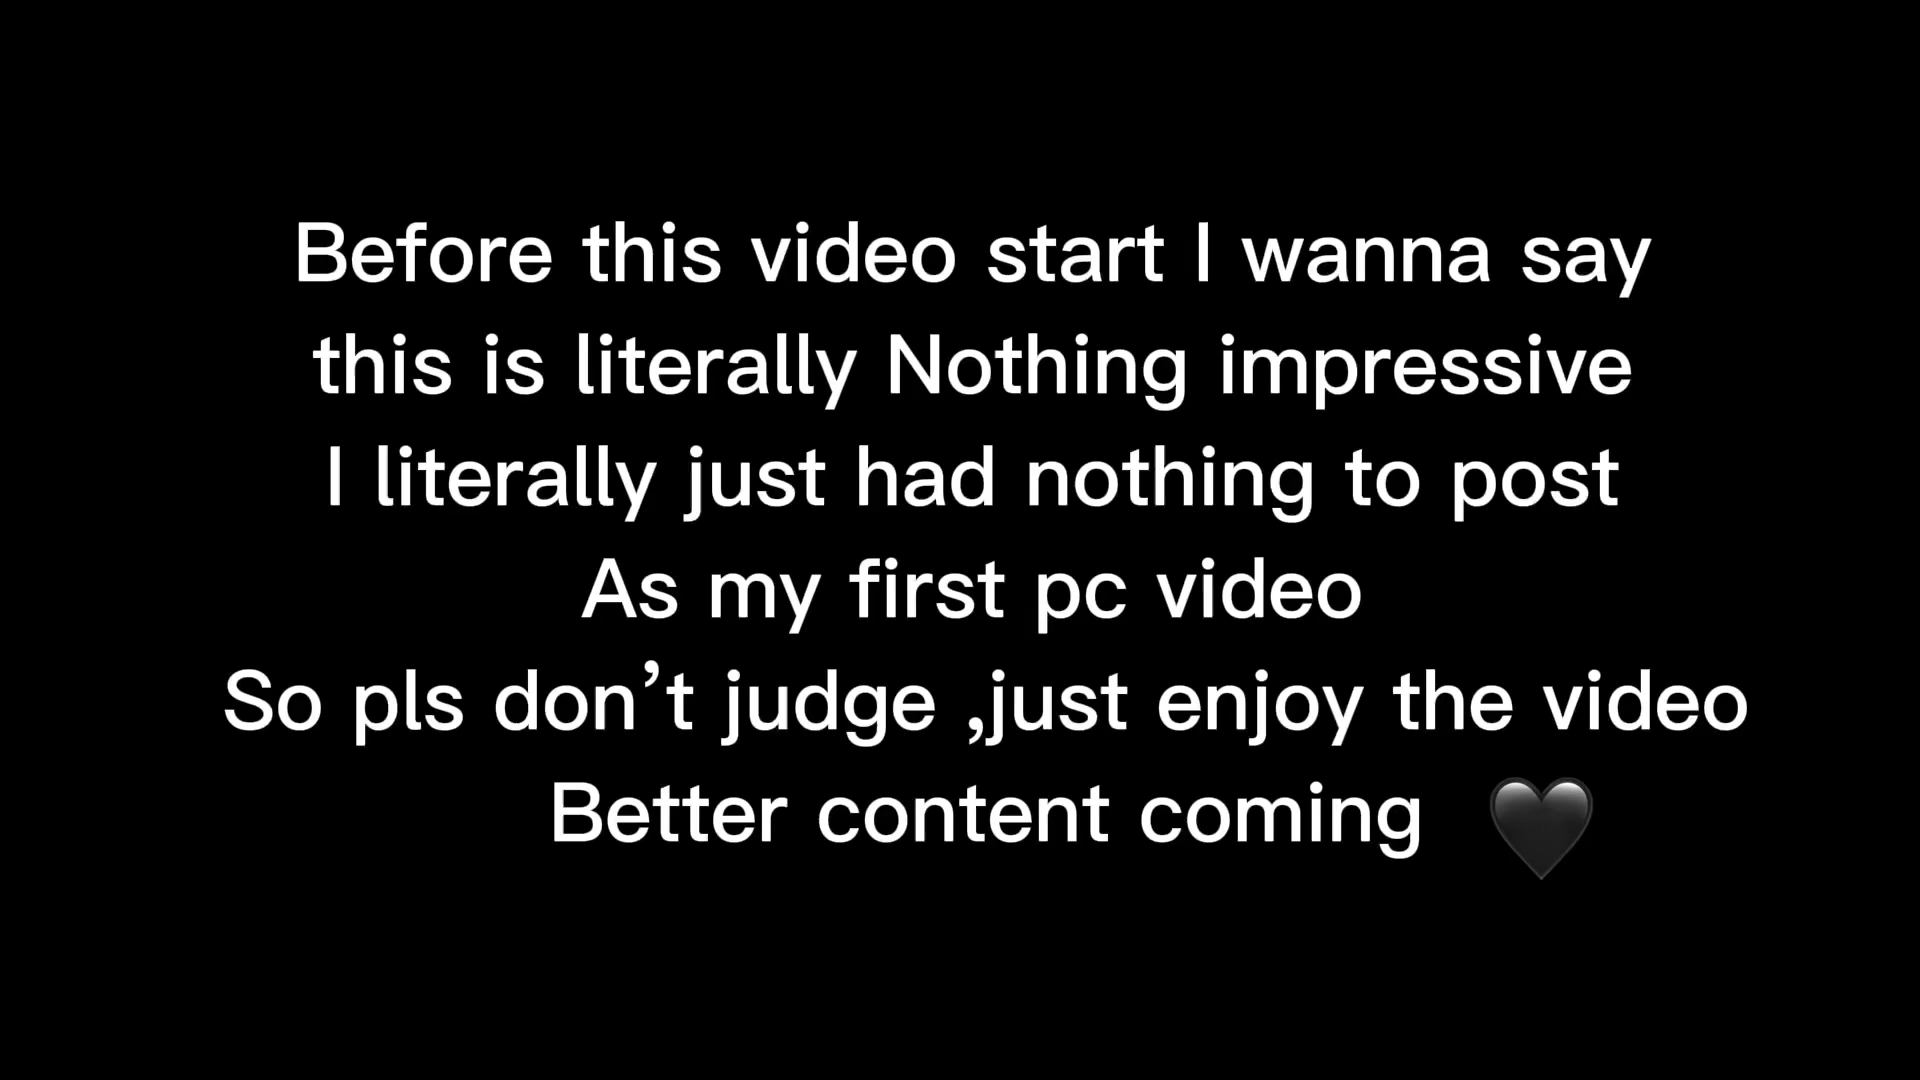 Before this video start I wanna say
this is literally Nothing impressive
I literally just had nothing to post
As my first pc video
So pls don’t judge ,just enjoy the video
Better content coming 🖤